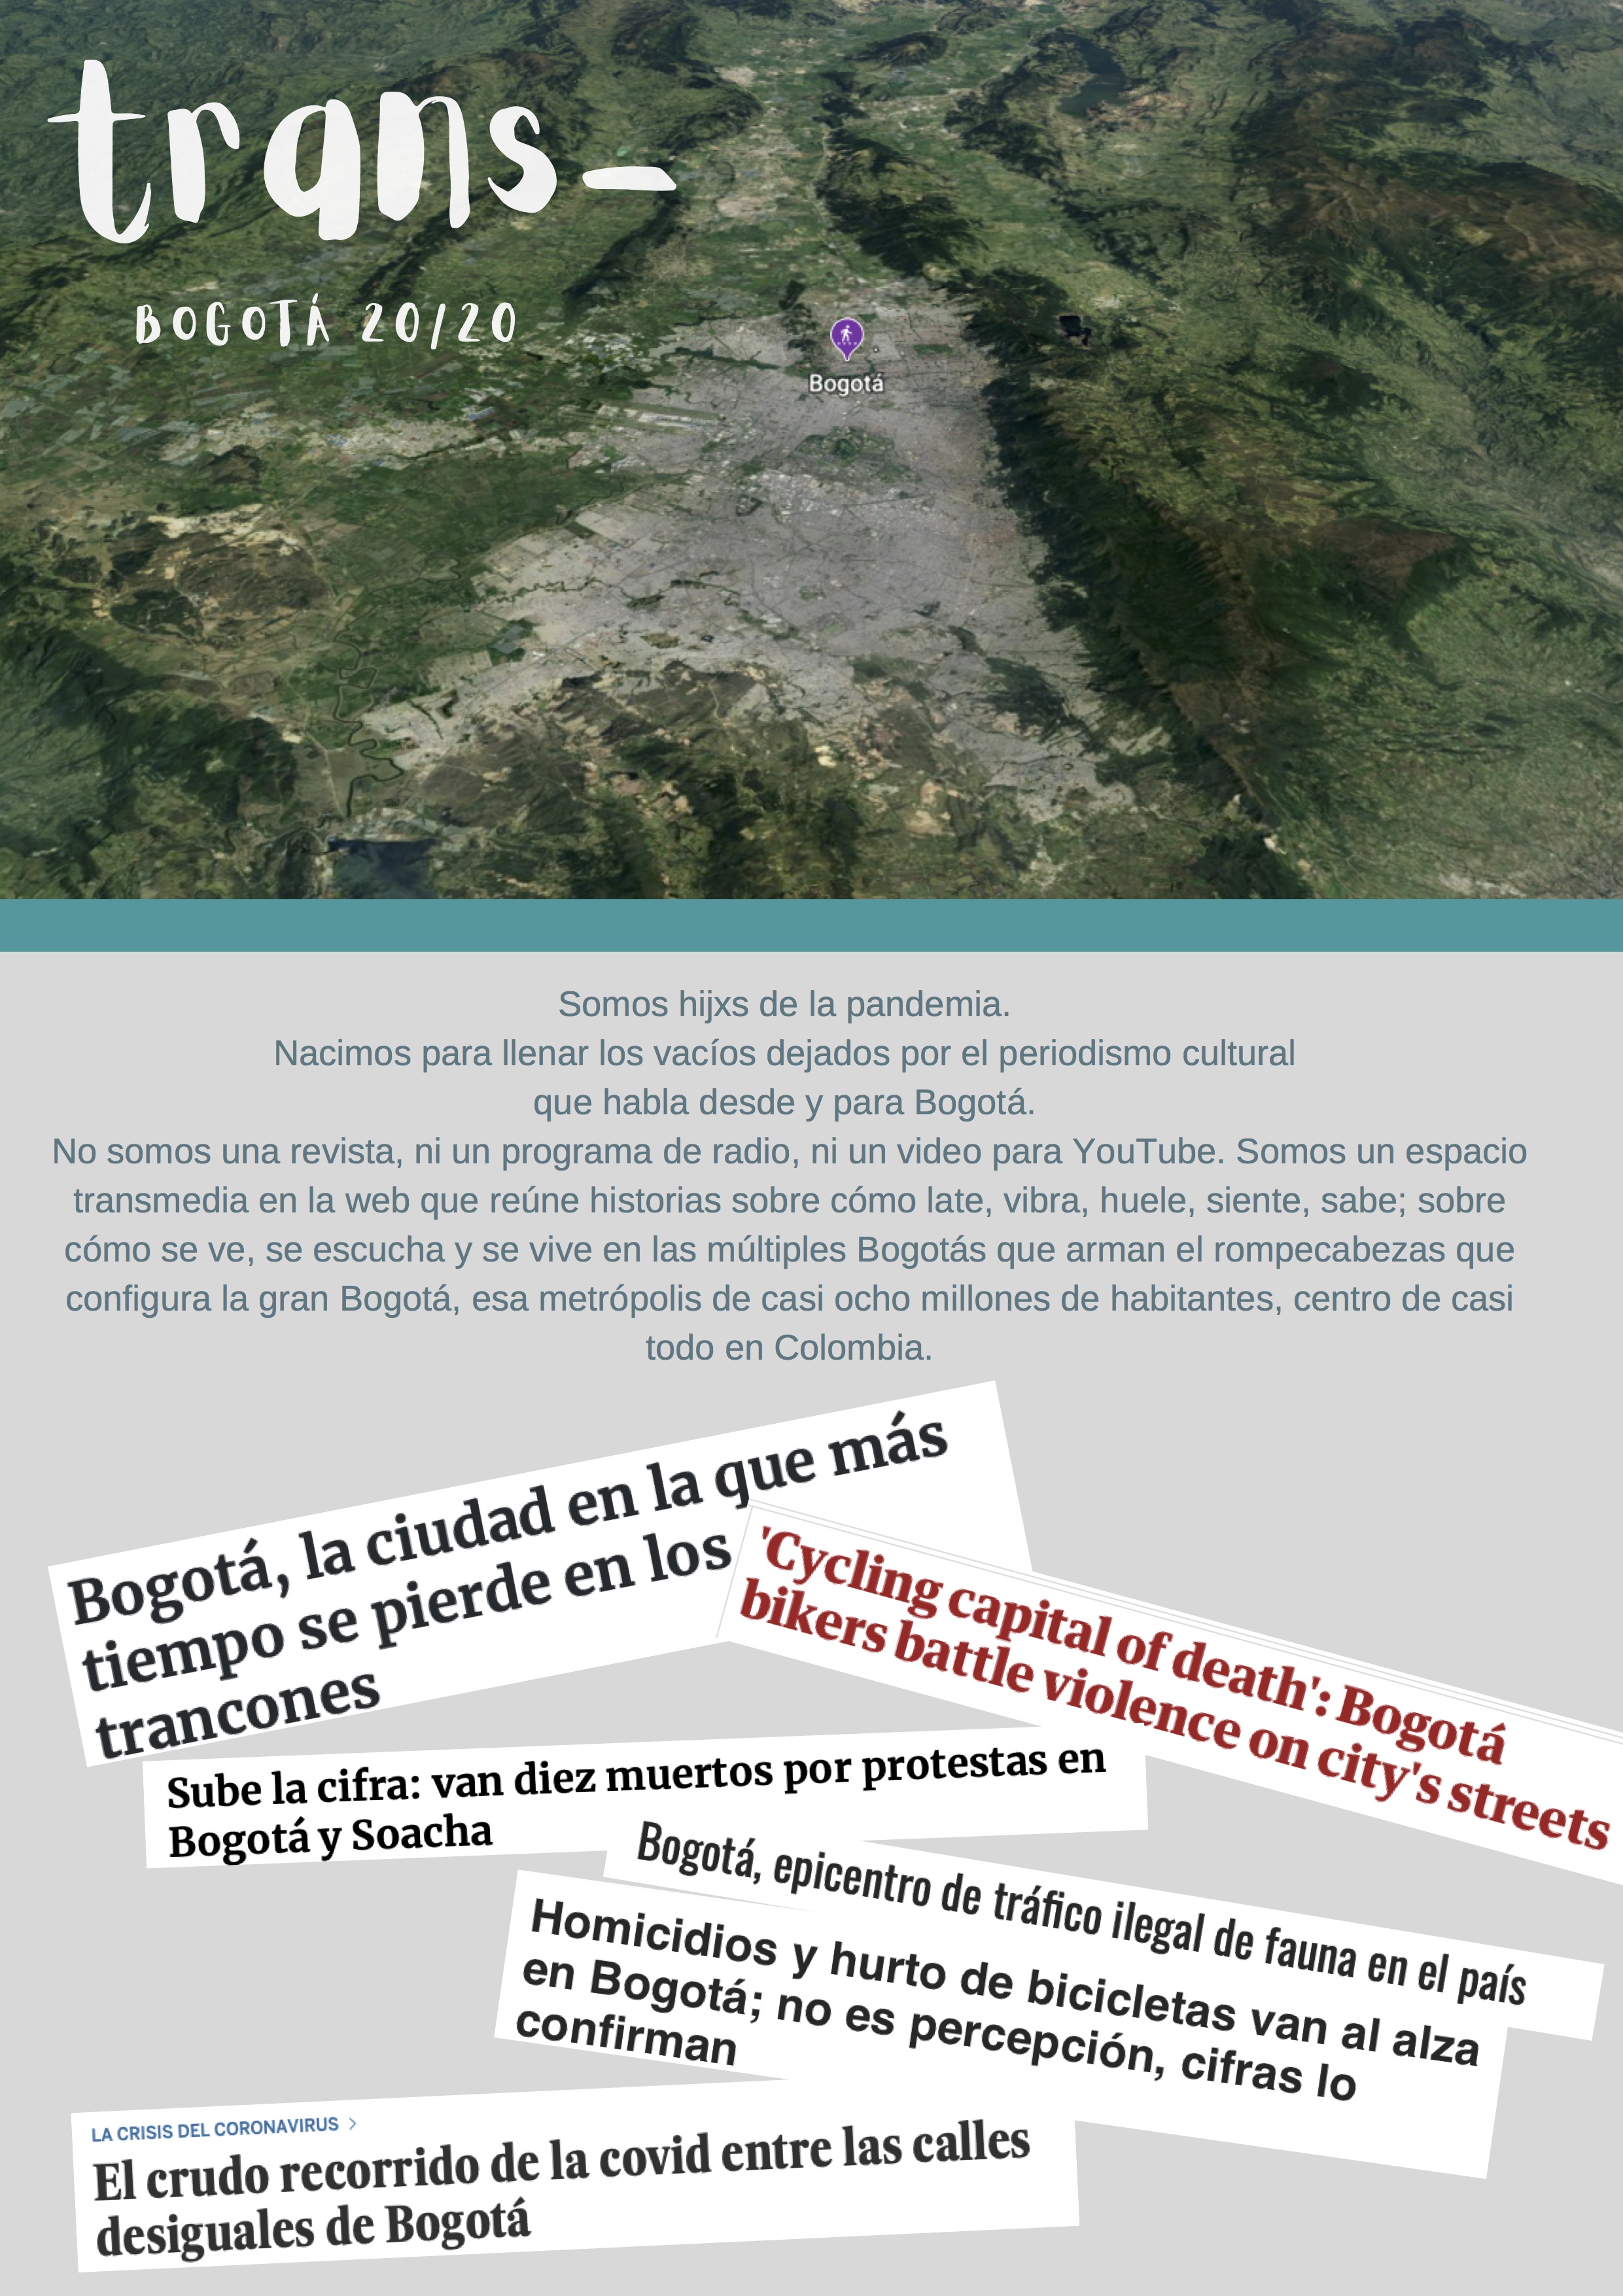 trans-
BOGOTÁ 20/20
Bogotá
Somos hijxs de la pandemia.
Nacimos para llenar los vacíos dejados por el periodismo cultural
que habla desde y para Bogotá.
No somos una revista, ni un programa de radio, ni un video para YouTube. Somos un espacio
transmedia en la web que reúne historias sobre cómo late, vibra, huele, siente, sabe; sobre
cómo se ve, se escucha y se vive en las múltiples Bogotás que arman el rompecabezas que
configura la gran Bogotá, esa metrópolis de casi ocho millones de habitantes, centro de casi
todo en Colombia.
Bogotá, la ciudad en la que más
tiempo se pierde en los
trancones
'Cycling capital of death': Bogotá
bikers battle violence on city's streets
Sube la cifra: van diez muertos por protestas en
Bogotá y Soacha
Bogotá, epicentro de tráfico ilegal de fauna en el país
Homicidios y hurto de bicicletas van al alza
en Bogotá; no es percepción, cifras lo
confirman
LA CRISIS DEL CORONAVIRUS >
El crudo recorrido de la covid entre las calles
desiguales de Bogotá